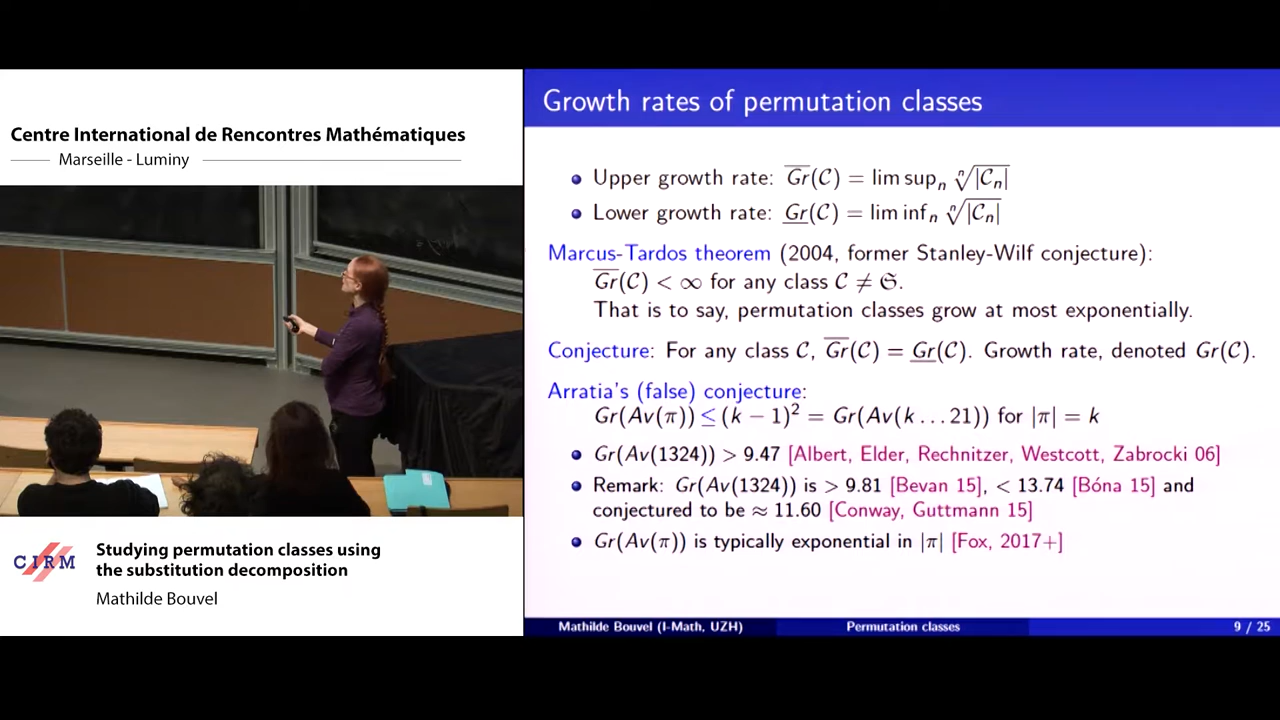 Centre International de Rencontres Mathématiques
Marseille - Luminy
CIRM
Studying permutation classes using
the substitution decomposition
Mathilde Bouvel
Growth rates of permutation classes
Upper growth rate: $\overline{Gr}(\mathcal{C}) = \limsup_n \sqrt[n]{|\mathcal{C}_n|}$
Lower growth rate: $\underline{Gr}(\mathcal{C}) = \liminf_n \sqrt[n]{|\mathcal{C}_n|}$
Marcus-Tardos theorem (2004, former Stanley-Wilf conjecture):
$\overline{Gr}(\mathcal{C}) < \infty$ for any class $\mathcal{C} \neq \mathfrak{S}$.
That is to say, permutation classes grow at most exponentially.
Conjecture: For any class $\mathcal{C}$, $\overline{Gr}(\mathcal{C}) = \underline{Gr}(\mathcal{C})$. Growth rate, denoted $Gr(\mathcal{C})$.
Arratia's (false) conjecture:
$Gr(Av(\pi)) \leq (k-1)^2 = Gr(Av(k \ldots 21))$ for $|\pi| = k$
Gr(Av(1324)) > 9.47 [Albert, Elder, Rechnitzer, Westcott, Zabrocki 06]
Remark: Gr(Av(1324)) is > 9.81 [Bevan 15], < 13.74 [Bóna 15] and
conjectured to be ≈ 11.60 [Conway, Guttmann 15]
Gr(Av(π)) is typically exponential in |π| [Fox, 2017+]
Mathilde Bouvel (I-Math, UZH)
Permutation classes
9 / 25